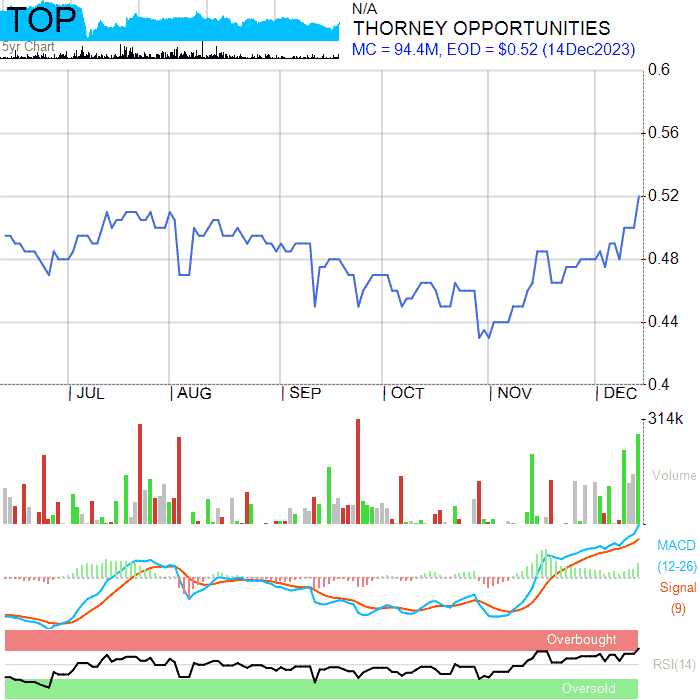 TOP
5yr Chart
N/A
THORNEY OPPORTUNITIES
MC = 94.4M, EOD = $0.52 (14Dec2023)
0.6
0.56
0.52
0.48
0.44
0.4
JUL AUG SEP OCT NOV DEC
314k
Volume
MACD
(12-26)
Signal
(9)
Overbought
RSI(14)
Oversold